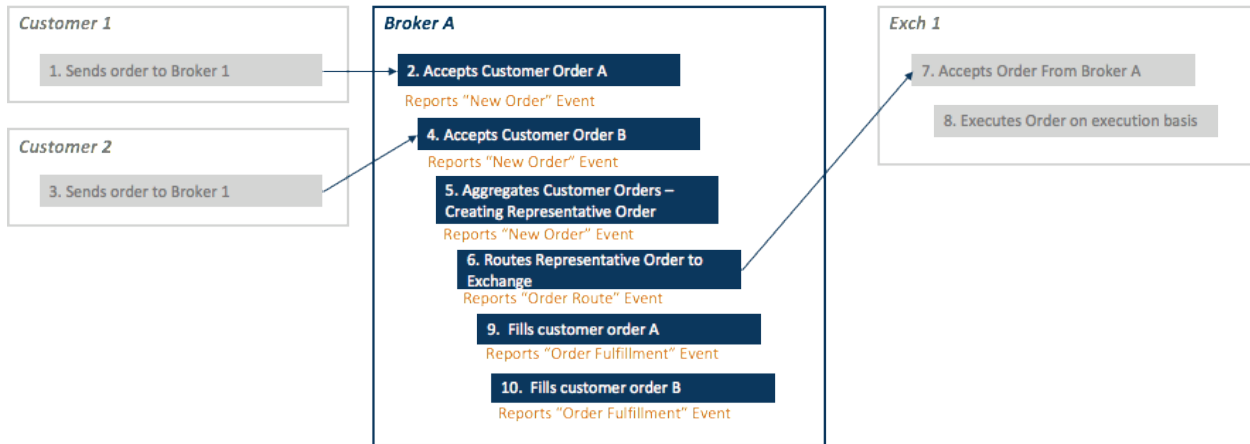 Customer 1
1. Sends order to Broker 1
Customer 2
3. Sends order to Broker 1
Broker A
2. Accepts Customer Order A
Reports “New Order” Event
4. Accepts Customer Order B
Reports “New Order” Event
5. Aggregates Customer Orders –
Creating Representative Order
Reports “New Order” Event
6. Routes Representative Order to
Exchange
Reports “Order Route” Event
9. Fills customer order A
Reports “Order Fulfillment” Event
10. Fills customer order B
Reports “Order Fulfillment” Event
Exch 1
7. Accepts Order From Broker A
8. Executes Order on execution basis